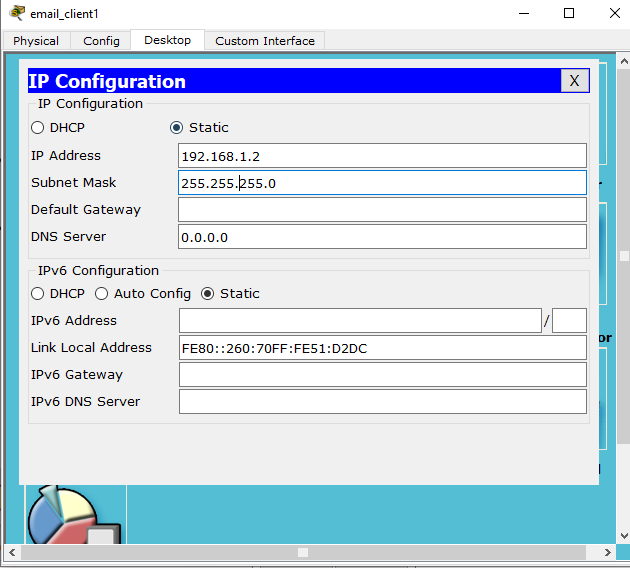 email_client1
Physical Config Desktop Custom Interface
IP Configuration X
IP Configuration
DHCP Static
IP Address 192.168.1.2
Subnet Mask 255.255.255.0
Default Gateway
DNS Server 0.0.0.0
IPv6 Configuration
DHCP Auto Config Static
IPv6 Address /
Link Local Address FE80::260:70FF:FE51:D2DC
IPv6 Gateway
IPv6 DNS Server